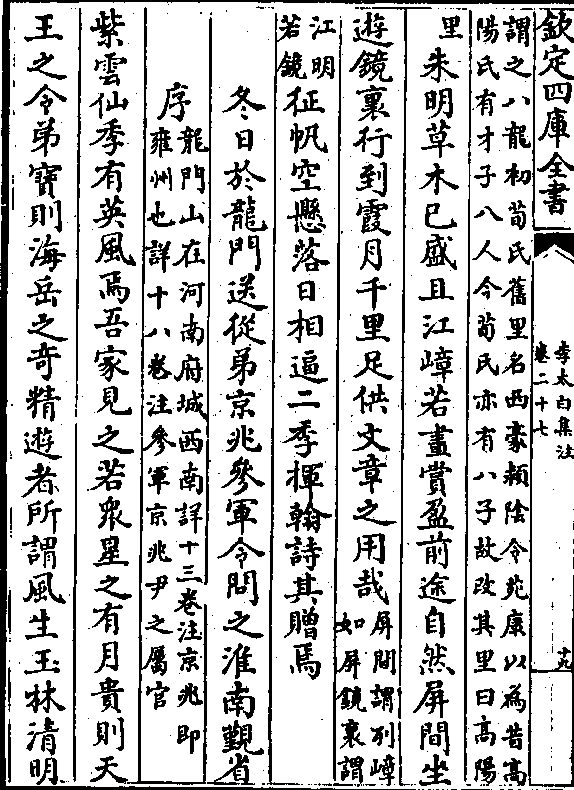 欽定四庫全書
李太白集注
卷二十七
十九
謂之八龍初荀氏舊里名西豪潁陰令苑康以為昔高
陽氏有才子八人今荀氏亦有八子故改其里曰高陽
里朱明草木已盛且江嶂若畫賞盈前途自然屏間坐
遊鏡裏行到霞月千里足供文章之用哉屏間謂列嶂
如屏鏡裏謂
江明
若鏡征帆空懸落日相逼二季揮翰詩其贈焉
冬日於龍門送從弟京兆參軍令問之淮南覲省
序龍門山在河南府城西南詳十三卷注京兆即
雍州也詳十八卷注參軍京兆尹之屬官
紫雲仙季有英風焉吾家見之若衆星之有月貴則天
王之令弟寶則海岳之奇精遊者所謂風生玉林清明